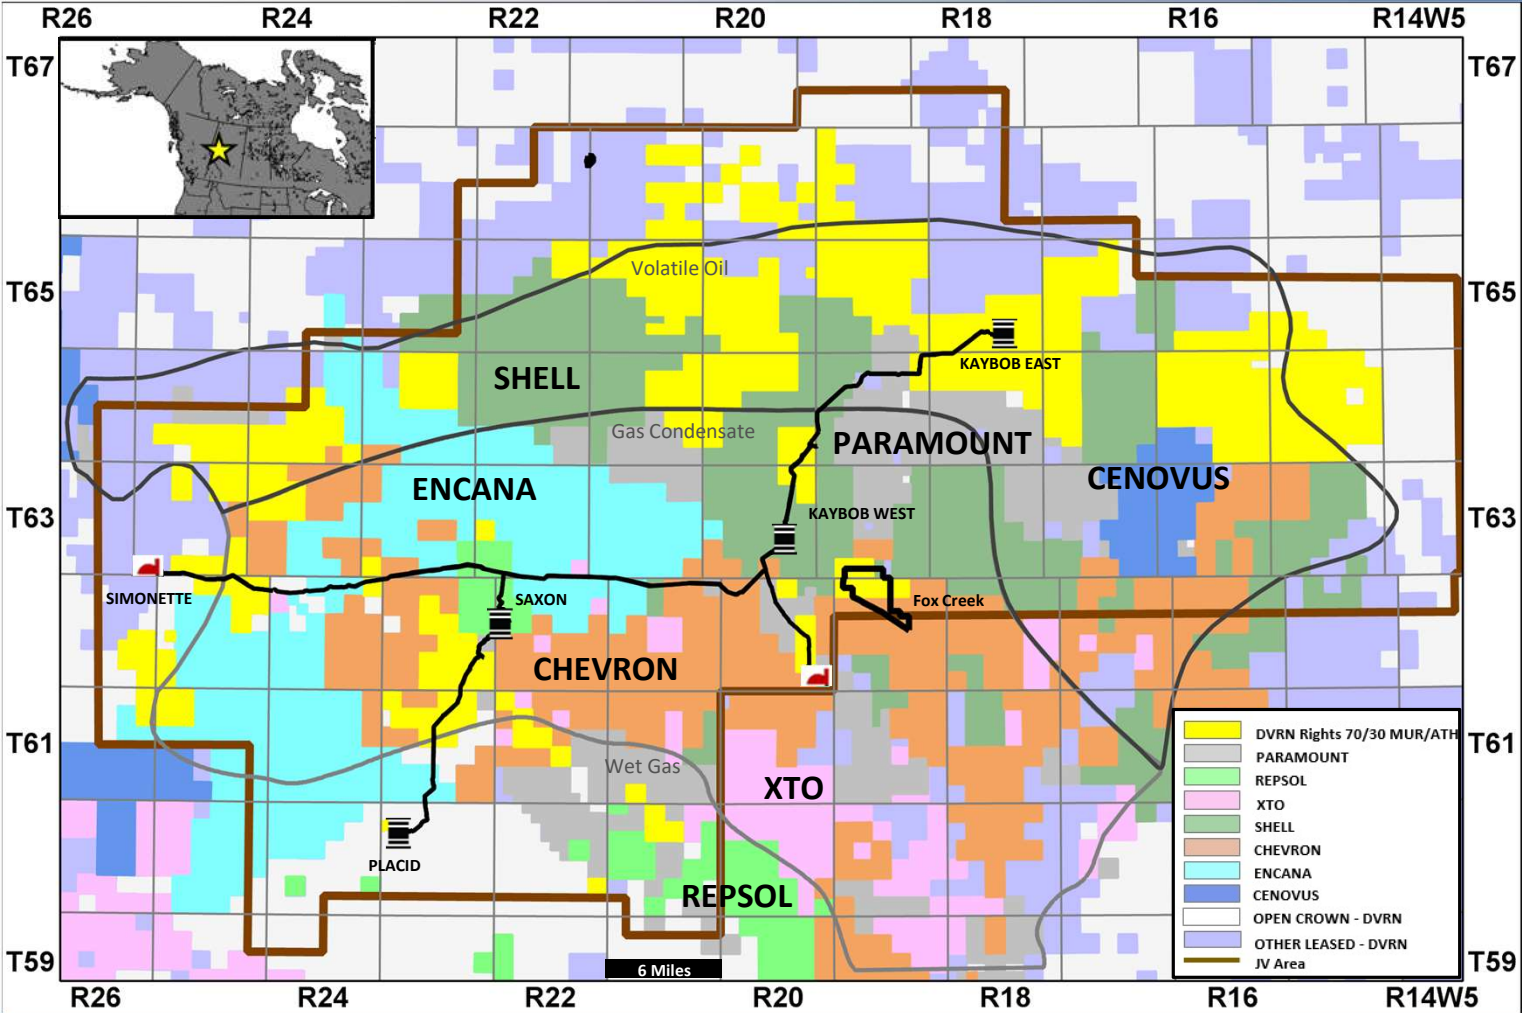 R26 R24 R22 R20 R18 R16 R14W5
T67 T67
Volatile Oil
T65 T65
KAYBOB EAST
SHELL
Gas Condensate
PARAMOUNT
CENOVUS
ENCANA
KAYBOB WEST
T63 T63
SIMONETTE
SAXON
Fox Creek
CHEVRON
T61 T61
Wet Gas
XTO
PLACID
REPSOL
DVRN Rights 70/30 MUR/ATH
PARAMOUNT
REPSOL
XTO
SHELL
CHEVRON
ENCANA
CENOVUS
OPEN CROWN - DVRN
OTHER LEASED - DVRN
JV Area
T59 T59
6 Miles
R26 R24 R22 R20 R18 R16 R14W5